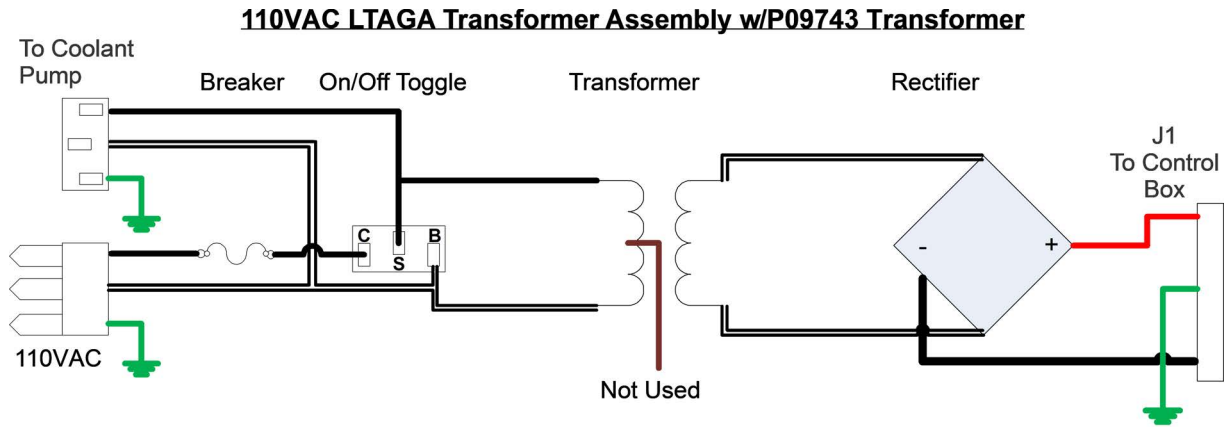 110VAC LTAGA Transformer Assembly w/P09743 Transformer
To Coolant
Pump
Breaker
On/Off Toggle
Transformer
Rectifier
J1
To Control
Box
C
S
B
-
+
110VAC
Not Used